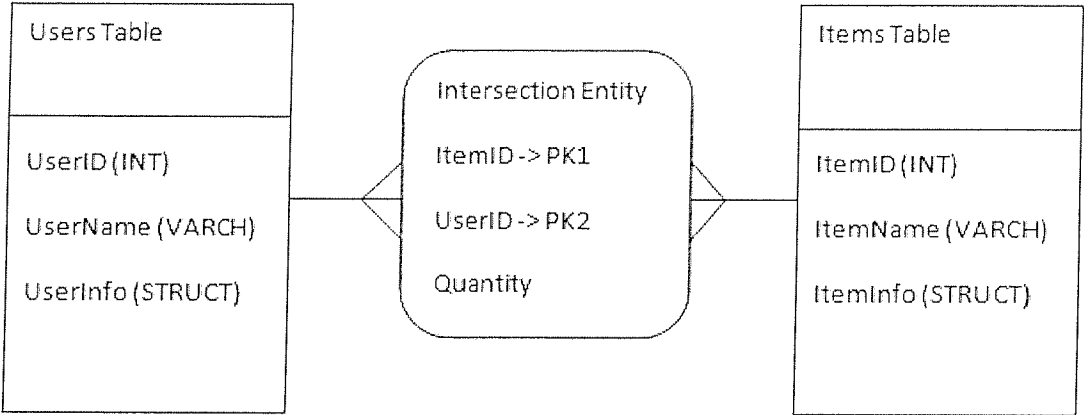 Users Table
UserID (INT)
UserName (VARCH)
UserInfo (STRUCT)
Intersection Entity
ItemID -> PK1
UserID -> PK2
Quantity
Items Table
ItemID (INT)
ItemName (VARCH)
ItemInfo (STRUCT)